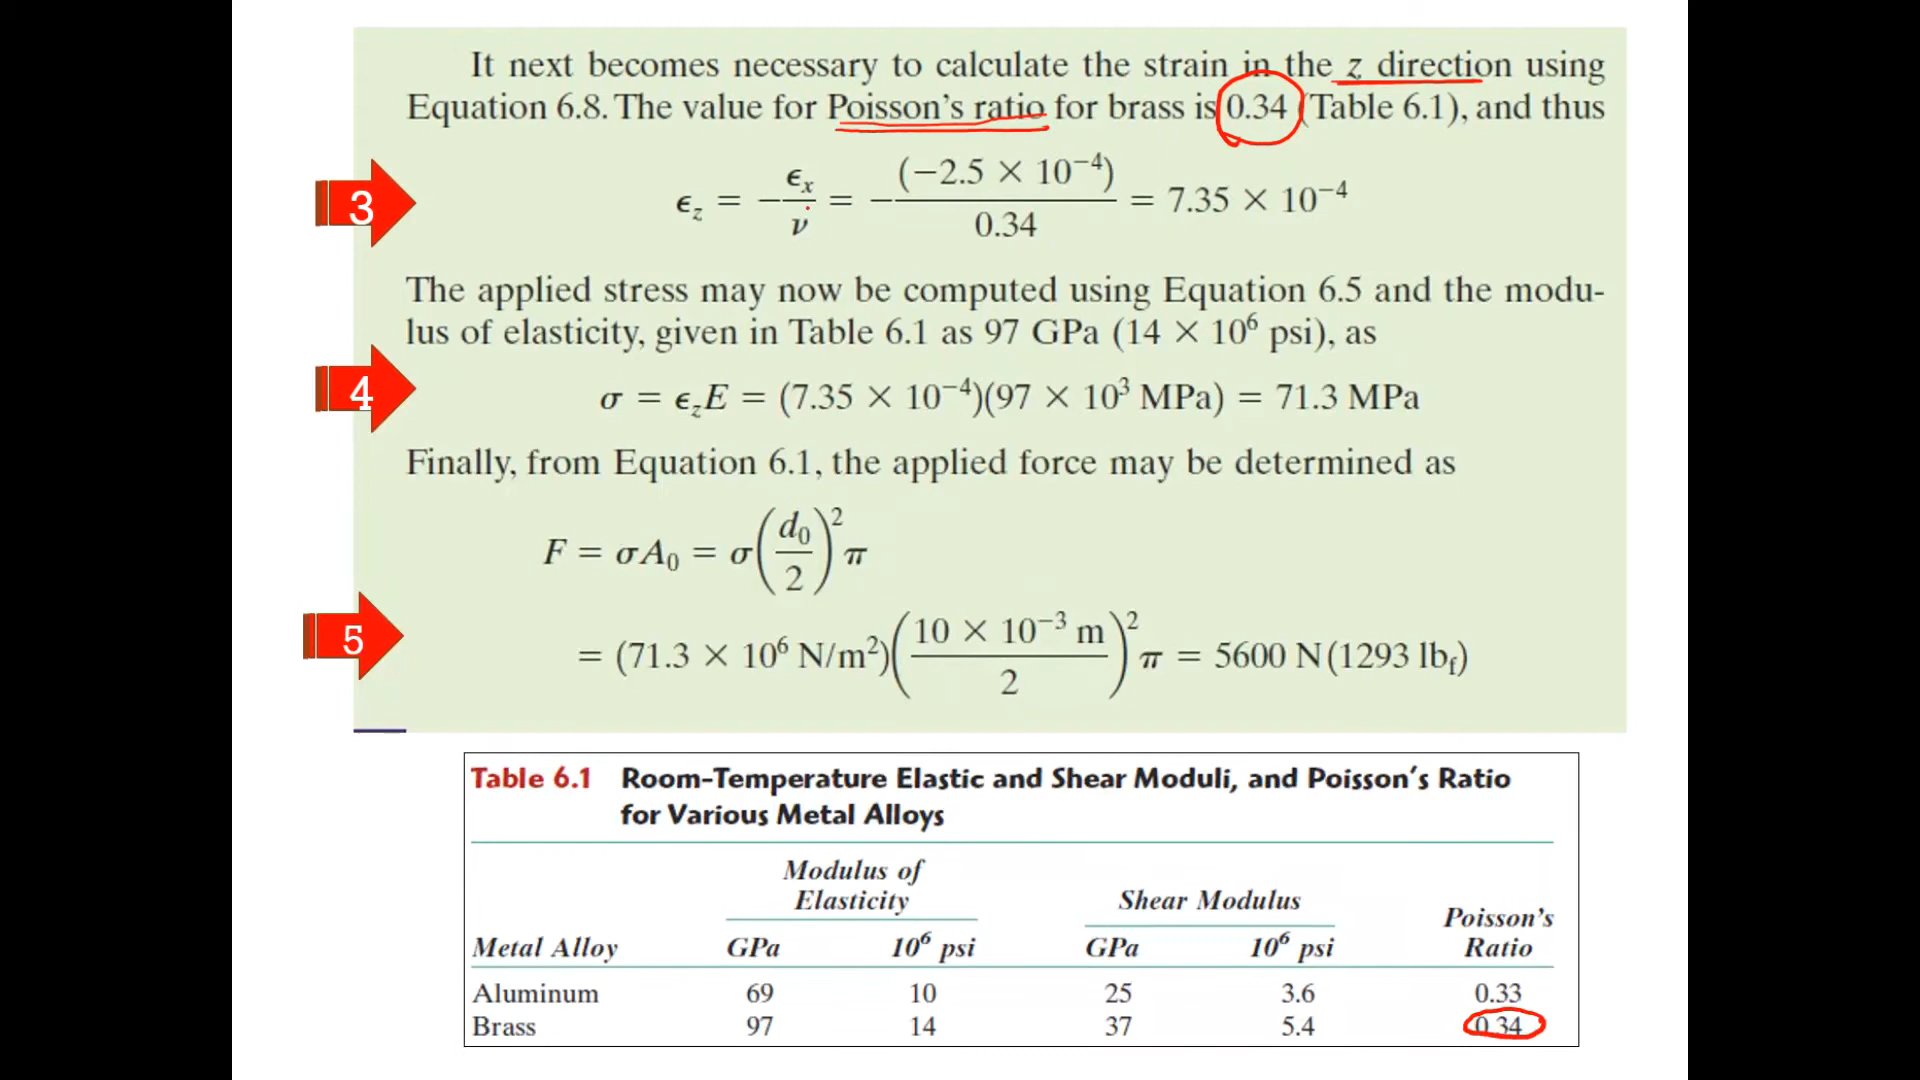 It next becomes necessary to calculate the strain in the z direction using
Equation 6.8. The value for Poisson's ratio for brass is 0.34 (Table 6.1), and thus
3
ϵz = −ϵx/ν = −(−2.5 × 10⁻⁴)/0.34 = 7.35 × 10⁻⁴
The applied stress may now be computed using Equation 6.5 and the modu-
lus of elasticity, given in Table 6.1 as 97 GPa (14 × 10⁶ psi), as
4
σ = ϵzE = (7.35 × 10⁻⁴)(97 × 10³ MPa) = 71.3 MPa
Finally, from Equation 6.1, the applied force may be determined as
F = σA₀ = σ(d₀/2)²π
5
= (71.3 × 10⁶ N/m²)(10 × 10⁻³ m/2)²π = 5600 N (1293 lbf)
Table 6.1 Room-Temperature Elastic and Shear Moduli, and Poisson's Ratio
for Various Metal Alloys
Modulus of
Elasticity
Shear Modulus
Poisson's
Ratio
Metal Alloy GPa 10⁶ psi GPa 10⁶ psi
Aluminum 69 10 25 3.6 0.33
Brass 97 14 37 5.4 0.34